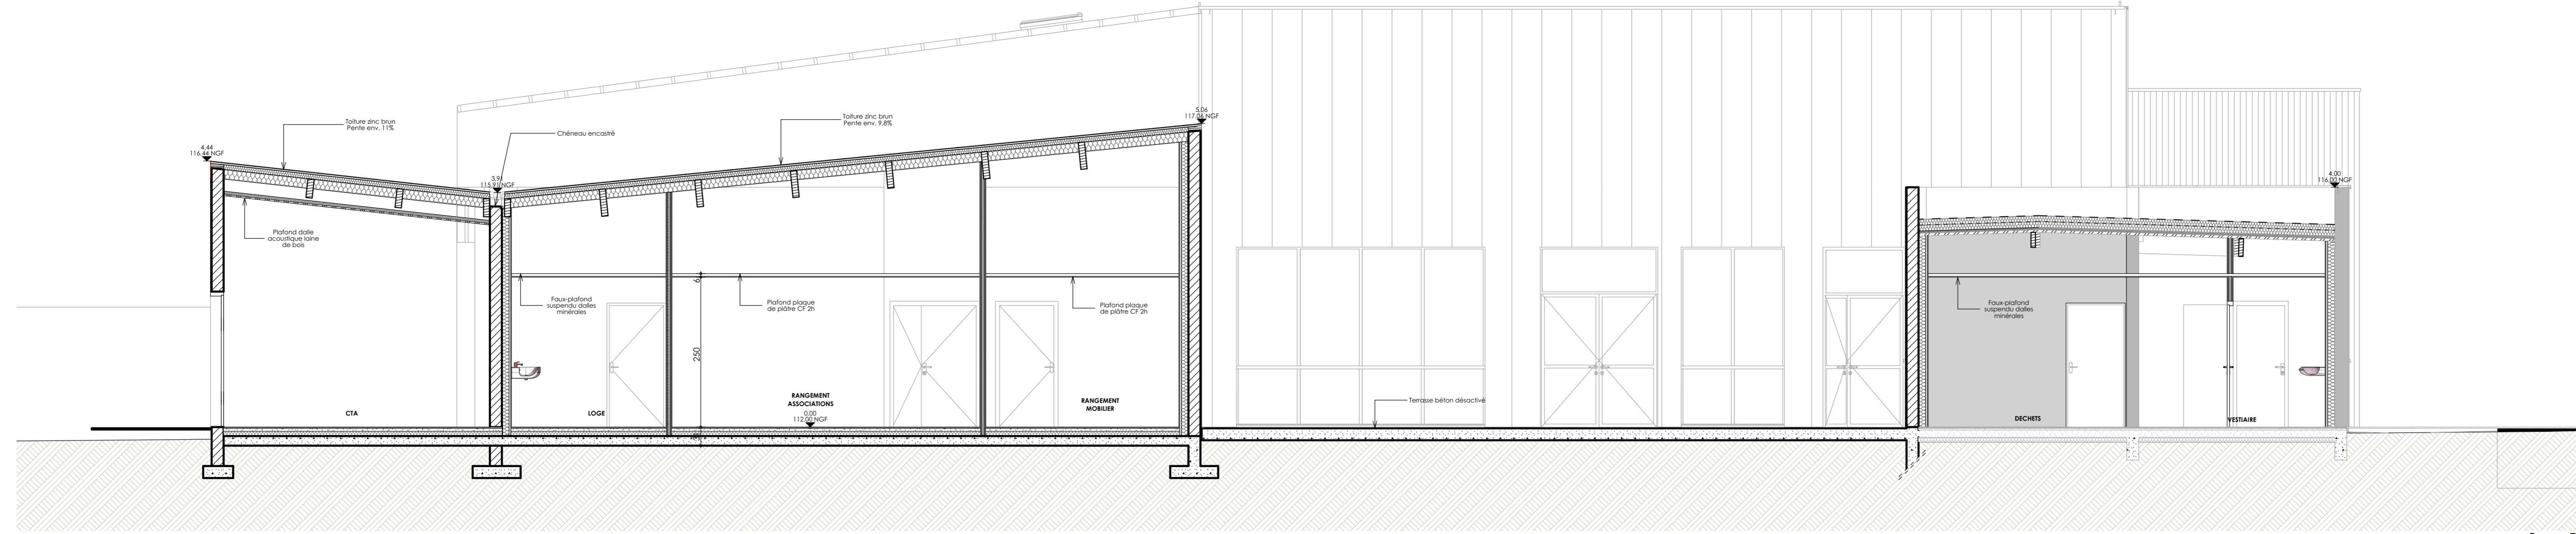 Toiture zinc brun
Pente env. 11%
4,44
116.44 NGF
Chéneau encastré
3,91
115.91 NGF
Toiture zinc brun
Pente env. 9,8%
5,06
117.06 NGF
4,00
116.00 NGF
Plafond dalle
acoustique laine
de bois
Faux-plafond
suspendu dalles
minérales
6
Plafond plaque
de plâtre CF 2h
Plafond plaque
de plâtre CF 2h
Faux-plafond
suspendu dalles
minérales
250
CTA
LOGE
RANGEMENT
ASSOCIATIONS
0,00
112.00 NGF
RANGEMENT
MOBILIER
Terrasse béton désactivé
DECHETS
VESTIAIRE